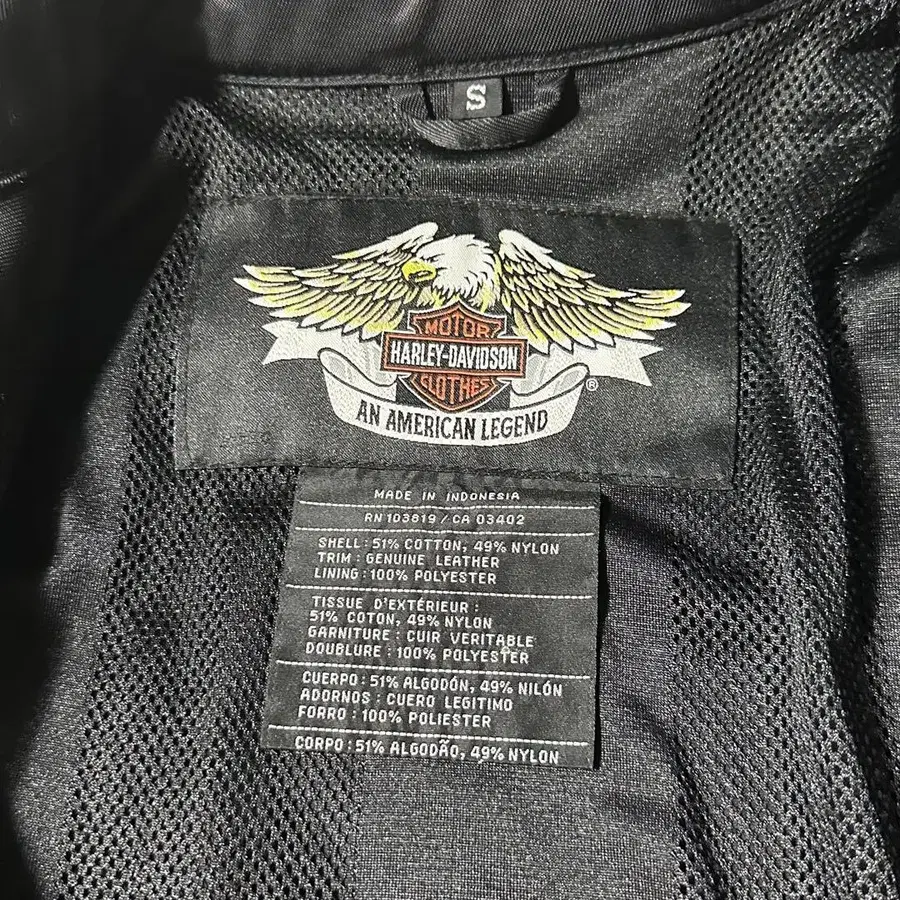 S
MOTOR
HARLEY-DAVIDSON
CLOTHES
®
AN AMERICAN LEGEND
MADE IN INDONESIA
RN 103819 / CA 03402
SHELL : 51% COTTON, 49% NYLON
TRIM : GENUINE LEATHER
LINING : 100% POLYESTER
TISSUE D'EXTÉRIEUR :
51% COTON, 49% NYLON
GARNITURE : CUIR VERITABLE
DOUBLURE : 100% POLYESTER
CUERPO : 51% ALGODÓN, 49% NILÓN
ADORNOS : CUERO LEGITIMO
FORRO : 100% POLIESTER
CORPO : 51% ALGODÃO, 49% NYLON